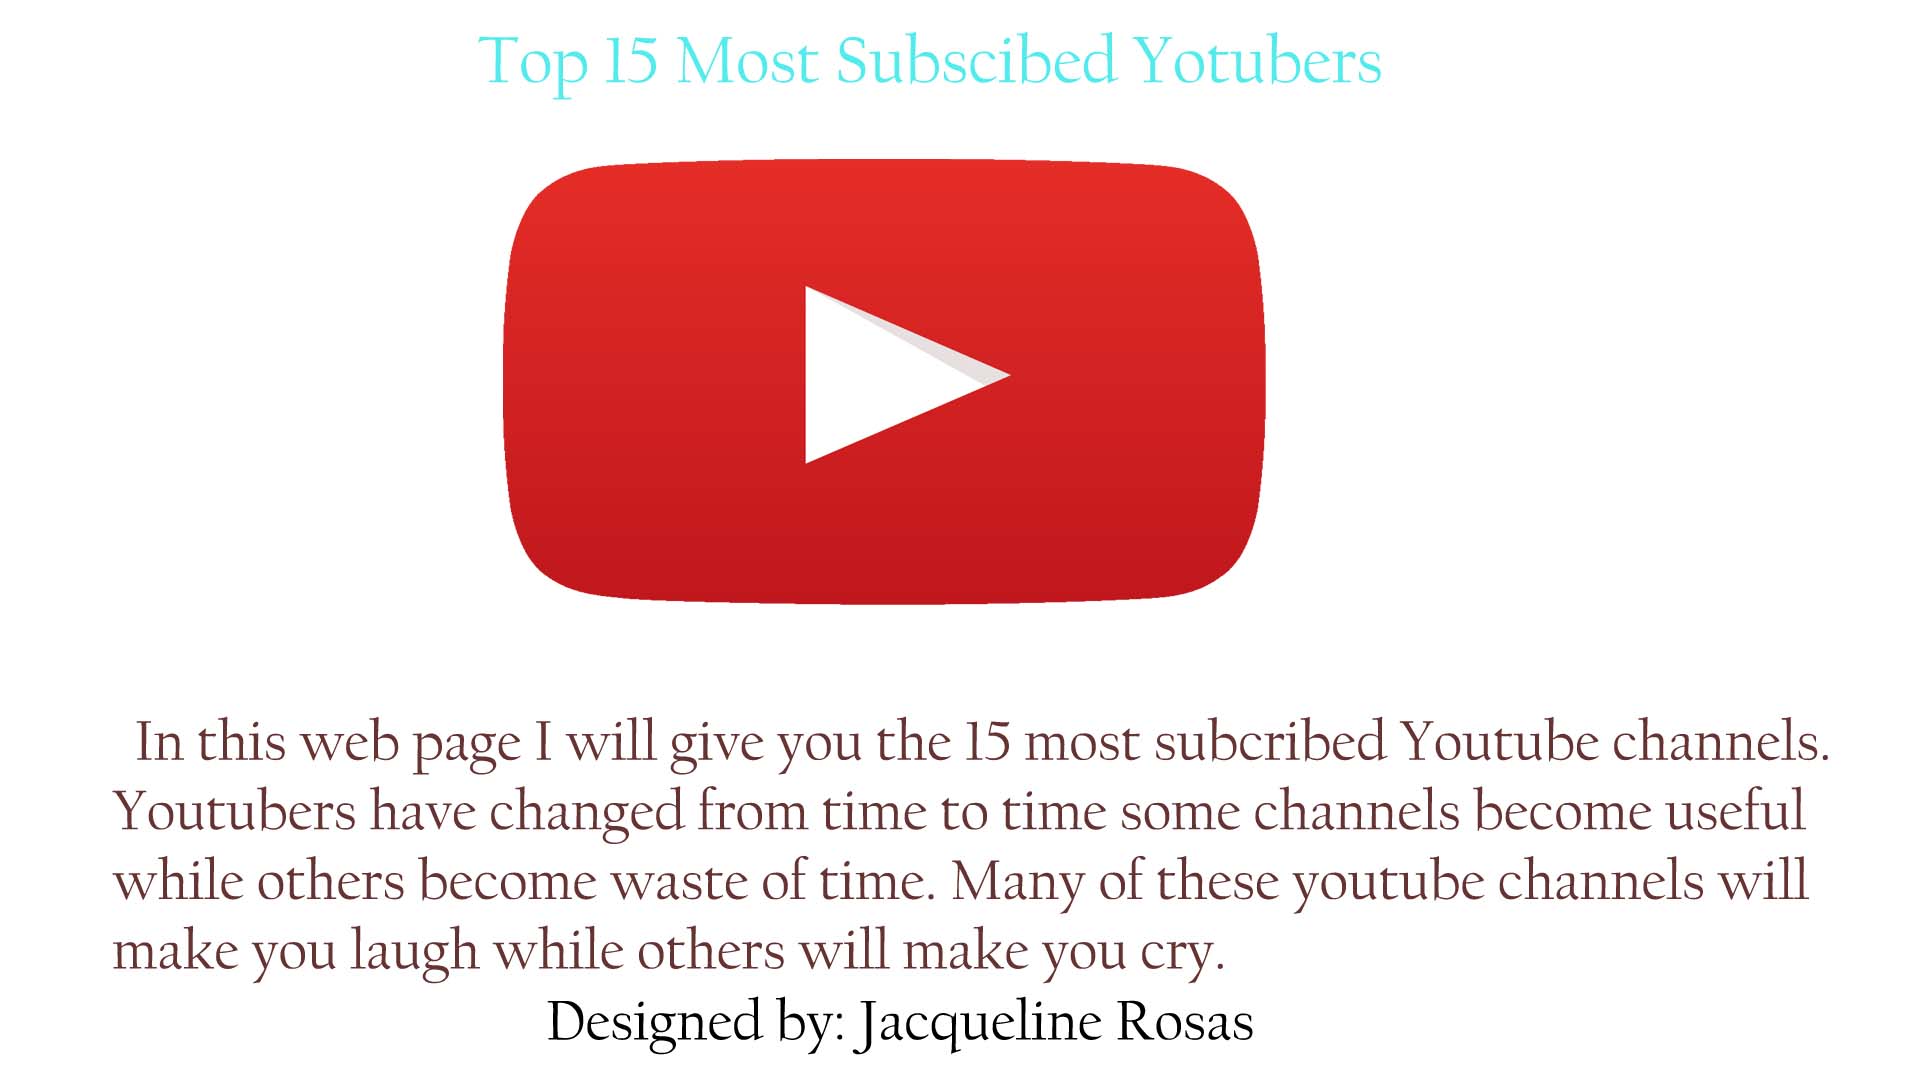 Top 15 Most Subscibed Yotubers
In this web page I will give you the 15 most subcribed Youtube channels.
Youtubers have changed from time to time some channels become useful
while others become waste of time. Many of these youtube channels will
make you laugh while others will make you cry.
Designed by: Jacqueline Rosas